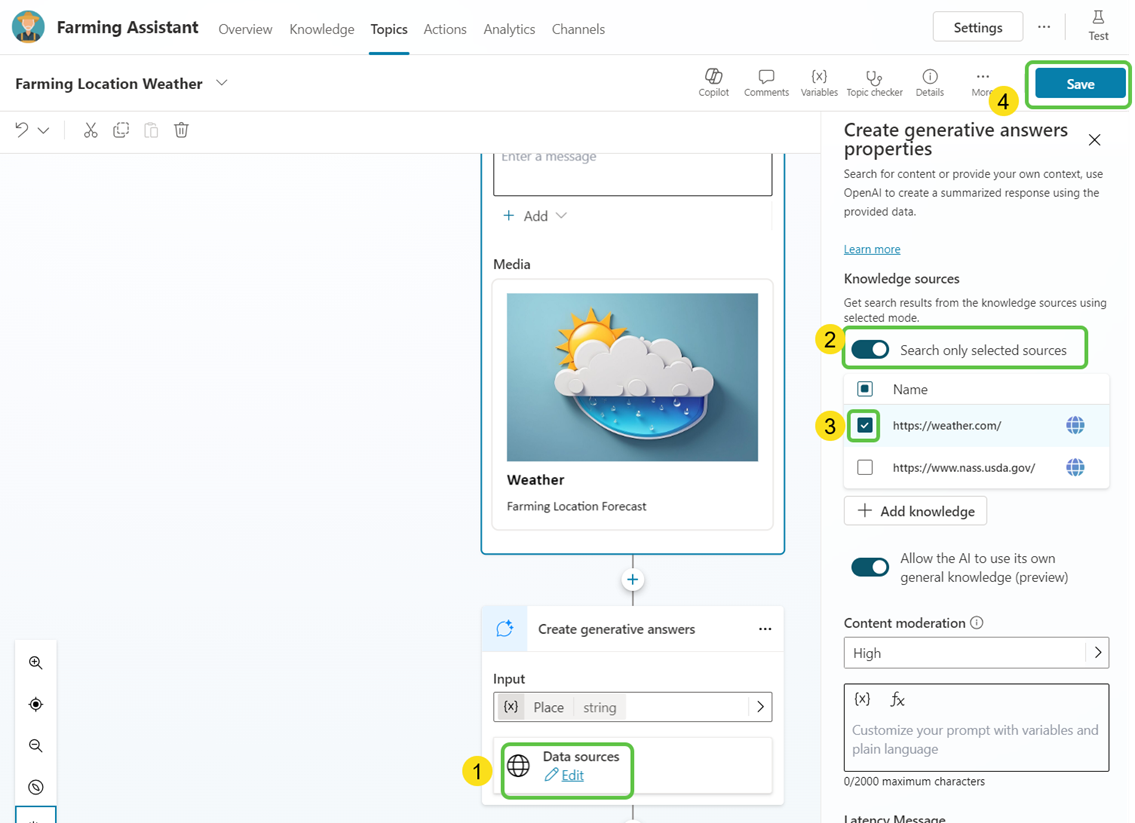 Farming Assistant
Overview
Knowledge
Topics
Actions
Analytics
Channels
Settings
...
Test
Farming Location Weather
Copilot
Comments
{x}
Variables
Topic checker
Details
...
More
4
Save
Enter a message
+ Add
Media
Weather
Farming Location Forecast
+
Create generative answers
...
Input
{x} Place string
1
Data sources
Edit
Create generative answers
properties
Search for content or provide your own context, use
OpenAI to create a summarized response using the
provided data.
Learn more
Knowledge sources
Get search results from the knowledge sources using
selected mode.
2
Search only selected sources
Name
3
https://weather.com/
https://www.nass.usda.gov/
+ Add knowledge
Allow the AI to use its own
general knowledge (preview)
Content moderation
High
{x} fx
Customize your prompt with variables and
plain language
0/2000 maximum characters
Latency Message